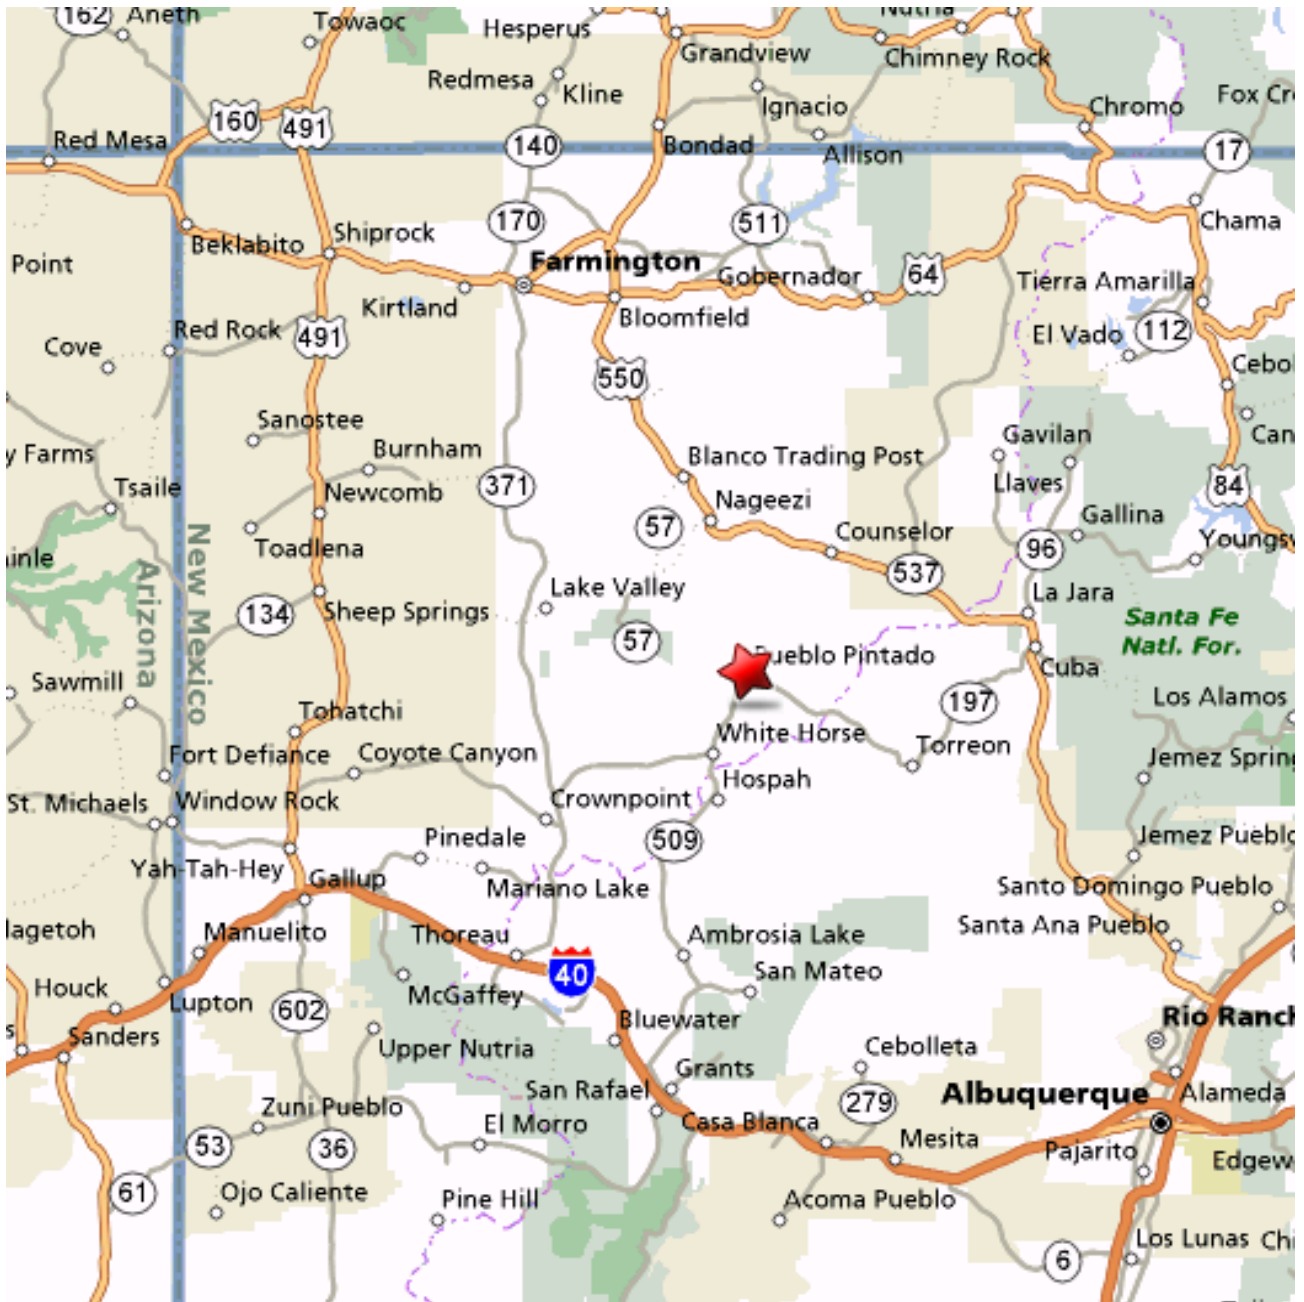 162
Aneth
Towaoc
Hesperus
Nutria
Grandview
Chimney Rock
Redmesa
Kline
Ignacio
Chromo
Fox Cr
160
491
Red Mesa
140
Bondad
Allison
17
170
511
Chama
Shiprock
Beklabito
Farmington
Point
Gobernador
64
Tierra Amarilla
Kirtland
Bloomfield
Red Rock
491
Cove
El Vado
112
550
Cebol
Sanostee
Gavilan
Can
y Farms
Burnham
Blanco Trading Post
Tsaile
Newcomb
371
Llaves
84
Nageezi
57
Gallina
Counselor
Toadlena
96
Youngsv
inle
New Mexico
Arizona
537
Lake Valley
La Jara
134
Sheep Springs
Santa Fe
Natl. For.
57
Pueblo Pintado
Cuba
Sawmill
197
Los Alamos
Tohatchi
White Horse
Torreon
Fort Defiance
Coyote Canyon
Jemez Spring
Hospah
St. Michaels
Window Rock
Crownpoint
Pinedale
509
Jemez Pueblo
Yah-Tah-Hey
Gallup
Mariano Lake
Santo Domingo Pueblo
lagetoh
Manuelito
Thoreau
Ambrosia Lake
Santa Ana Pueblo
40
San Mateo
Houck
Lupton
McGaffey
602
Bluewater
Rio Ranch
s
Sanders
Upper Nutria
Cebolleta
Grants
San Rafael
Albuquerque
Alameda
Zuni Pueblo
279
El Morro
Casa Blanca
Mesita
53
36
Pajarito
Edgew
61
Ojo Caliente
Pine Hill
Acoma Pueblo
6
Los Lunas
Chi